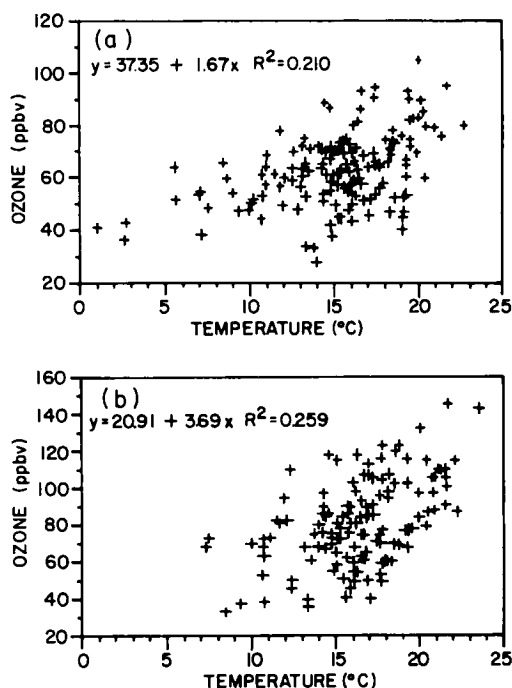 (a)
y=37.35 + 1.67x R²=0.210
120
100
80
60
40
20
OZONE (ppbv)
0 5 10 15 20 25
TEMPERATURE (°C)
(b)
y=20.91 + 3.69x R²=0.259
160
140
120
100
80
60
40
20
OZONE (ppbv)
0 5 10 15 20 25
TEMPERATURE (°C)